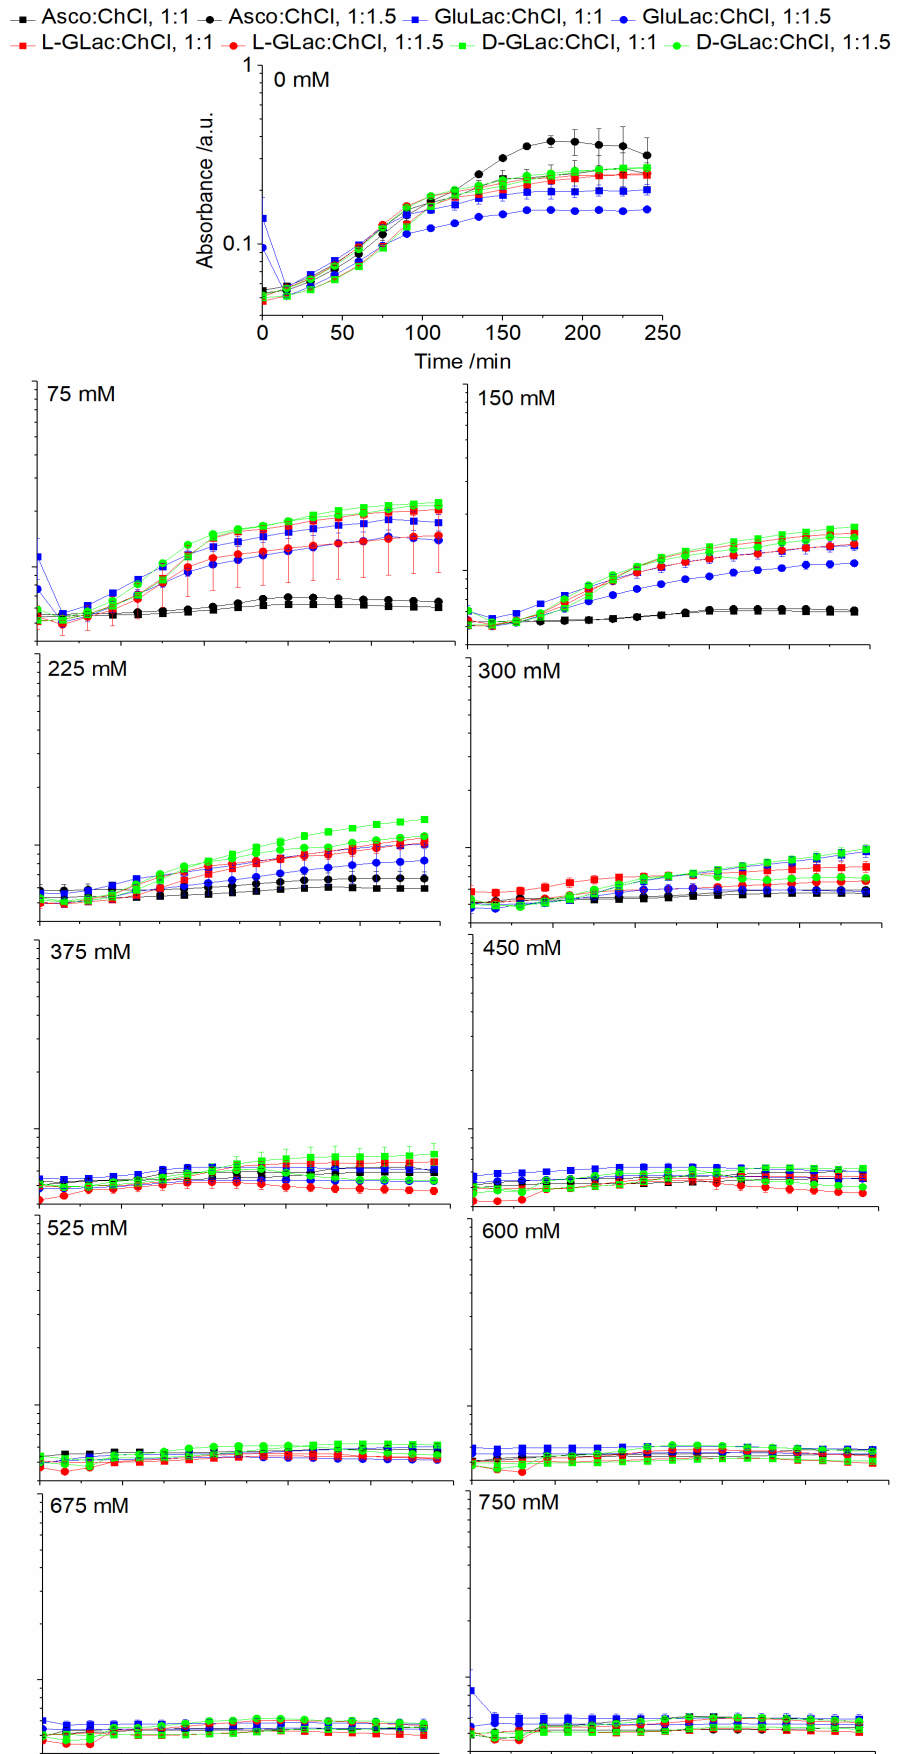 Asco:ChCl, 1:1 Asco:ChCl, 1:1.5 GluLac:ChCl, 1:1 GluLac:ChCl, 1:1.5
L-GLac:ChCl, 1:1 L-GLac:ChCl, 1:1.5 D-GLac:ChCl, 1:1 D-GLac:ChCl, 1:1.5
1
0 mM
Absorbance /a.u.
0.1
0 50 100 150 200 250
Time /min
75 mM
150 mM
225 mM
300 mM
375 mM
450 mM
525 mM
600 mM
675 mM
750 mM